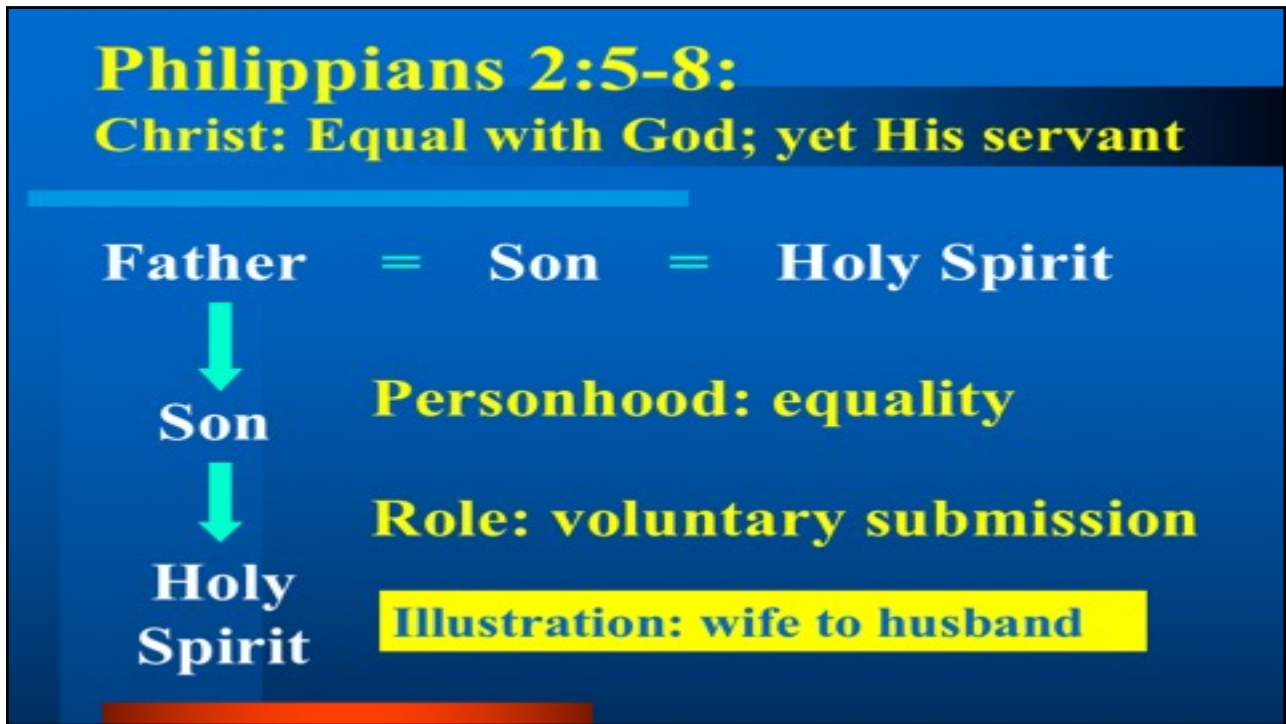 Philippians 2:5-8:
Christ: Equal with God; yet His servant
Father = Son = Holy Spirit
Son
Personhood: equality
Role: voluntary submission
Holy
Spirit
Illustration: wife to husband